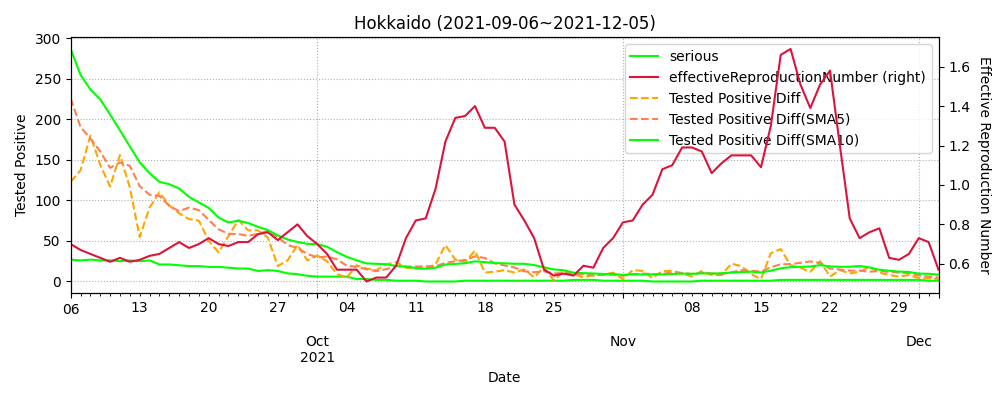 Hokkaido (2021-09-06~2021-12-05)
300
250
200
150
100
50
0
Tested Positive
serious
effectiveReproductionNumber (right)
Tested Positive Diff
Tested Positive Diff(SMA5)
Tested Positive Diff(SMA10)
1.6
1.4
1.2
1.0
0.8
0.6
Effective Reproduction Number
06 13 20 27 04 11 18 25 08 15 22 29
Oct Nov Dec
2021
Date